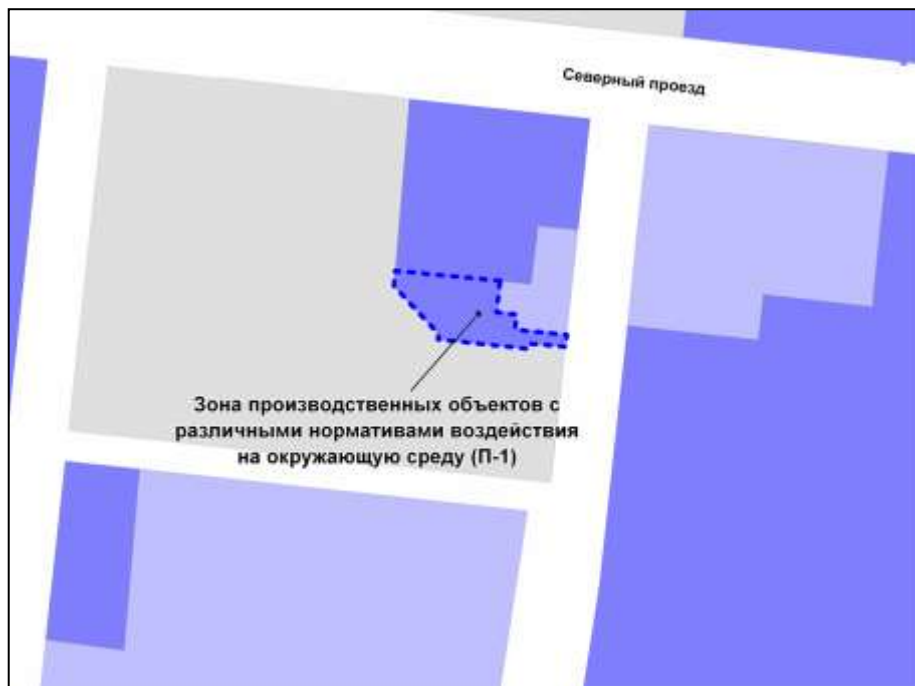 Северный проезд
Зона производственных объектов с
различными нормативами воздействия
на окружающую среду (П-1)